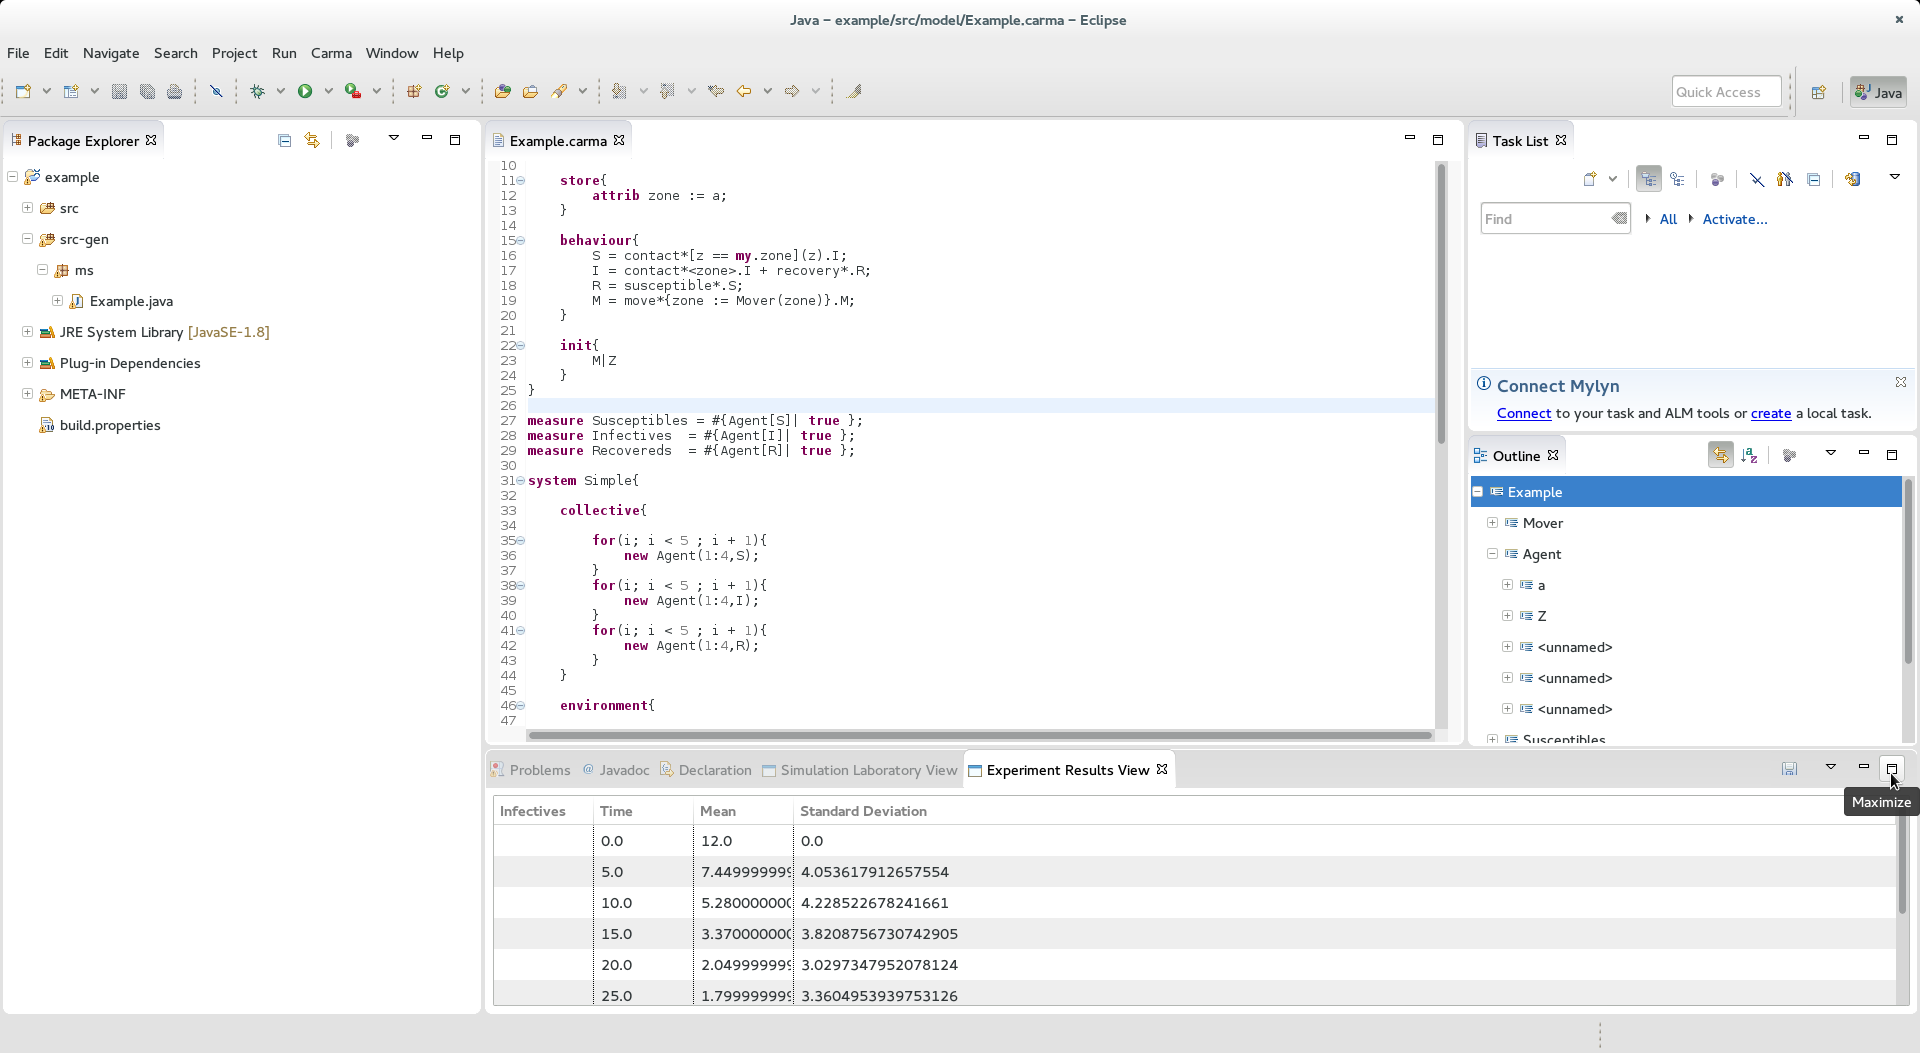 Java – example/src/model/Example.carma – Eclipse
File Edit Navigate Search Project Run Carma Window Help
Quick Access
Java
Package Explorer
example
src
src-gen
ms
Example.java
JRE System Library [JavaSE-1.8]
Plug-in Dependencies
META-INF
build.properties
Example.carma
10
11 store{
12 attrib zone := a;
13 }
14
15 behaviour{
16 S = contact*[z == my.zone](z).I;
17 I = contact*<zone>.I + recovery*.R;
18 R = susceptible*.S;
19 M = move*{zone := Mover(zone)}.M;
20 }
21
22 init{
23 M|Z
24 }
25 }
26
27 measure Susceptibles = #{Agent[S]| true };
28 measure Infectives = #{Agent[I]| true };
29 measure Recovereds = #{Agent[R]| true };
30
31 system Simple{
32
33 collective{
34
35 for(i; i < 5 ; i + 1){
36 new Agent(1:4,S);
37 }
38 for(i; i < 5 ; i + 1){
39 new Agent(1:4,I);
40 }
41 for(i; i < 5 ; i + 1){
42 new Agent(1:4,R);
43 }
44 }
45
46 environment{
47
Task List
Find
All
Activate...
Connect Mylyn
Connect to your task and ALM tools or create a local task.
Outline
Example
Mover
Agent
a
Z
<unnamed>
<unnamed>
<unnamed>
Susceptibles
Problems @ Javadoc Declaration Simulation Laboratory View Experiment Results View
Maximize
Infectives Time Mean Standard Deviation
0.0 12.0 0.0
5.0 7.449999999 4.053617912657554
10.0 5.280000000 4.228522678241661
15.0 3.370000000 3.8208756730742905
20.0 2.049999999 3.0297347952078124
25.0 1.799999999 3.3604953939753126